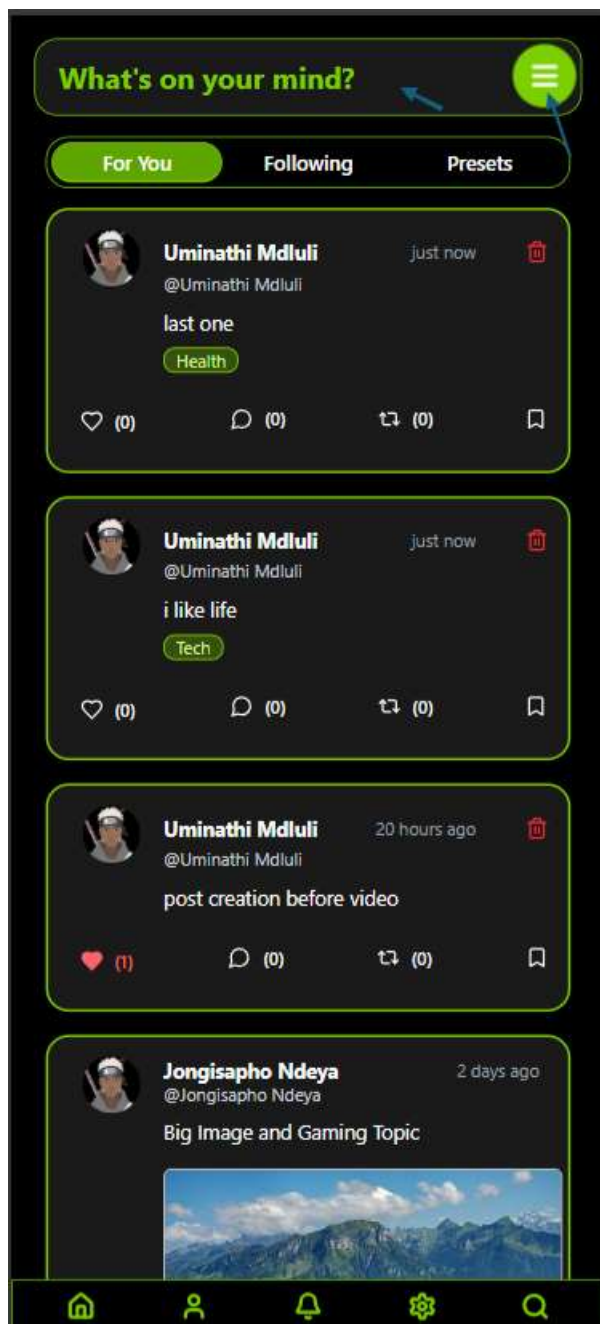 What's on your mind?
For You Following Presets
Uminathi Mdluli just now
@Uminathi Mdluli
last one
Health
(0) (0) (0)
Uminathi Mdluli just now
@Uminathi Mdluli
i like life
Tech
(0) (0) (0)
Uminathi Mdluli 20 hours ago
@Uminathi Mdluli
post creation before video
(1) (0) (0)
Jongisapho Ndeya 2 days ago
@Jongisapho Ndeya
Big Image and Gaming Topic